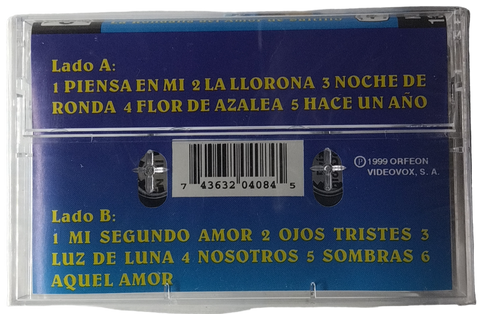 Lado A:
1 PIENSA EN MI 2 LA LLORONA 3 NOCHE DE
RONDA 4 FLOR DE AZALEA 5 HACE UN AÑO
7 43632 04084 5
Ⓟ 1999 ORFEON
VIDEOVOX, S. A.
Lado B:
1 MI SEGUNDO AMOR 2 OJOS TRISTES 3
LUZ DE LUNA 4 NOSOTROS 5 SOMBRAS 6
AQUEL AMOR